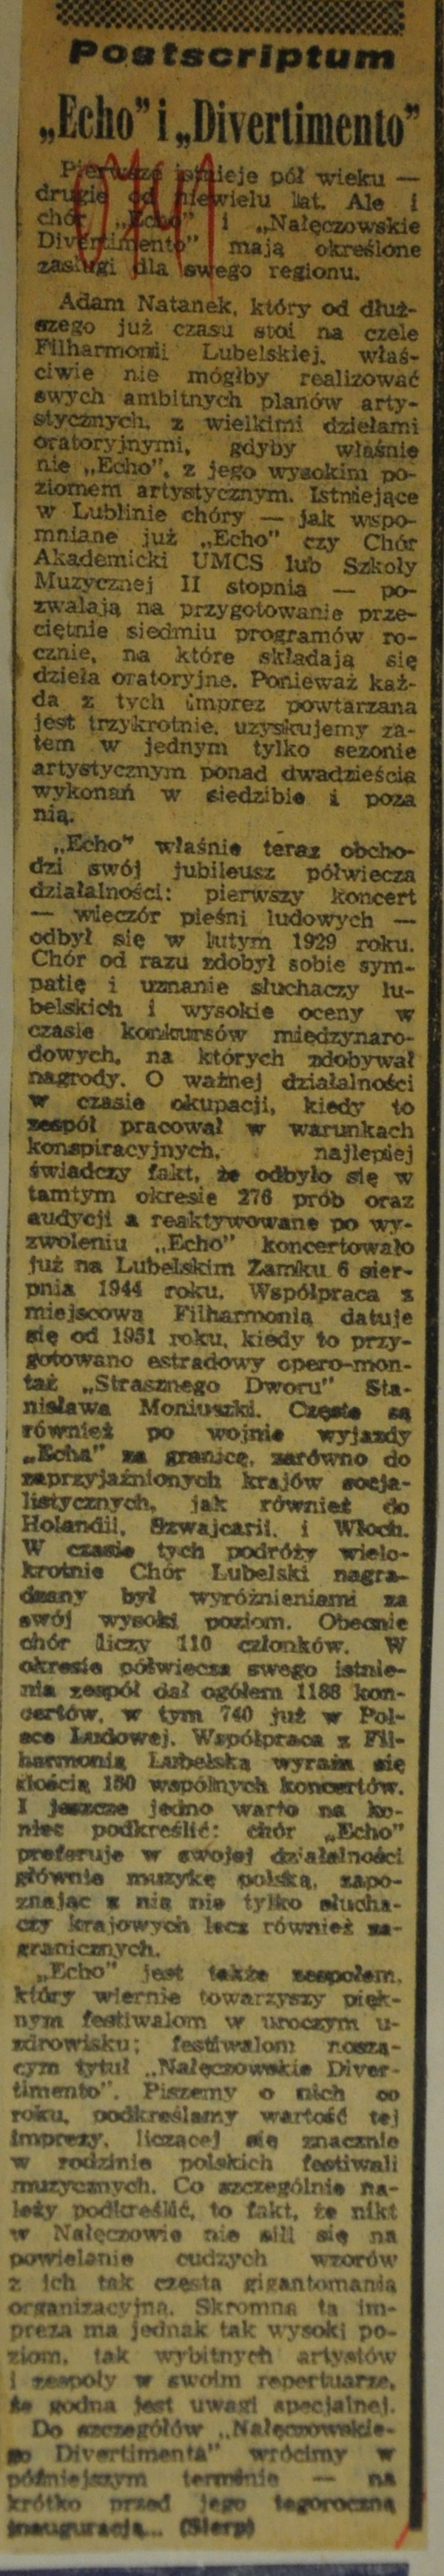 Postscriptum
„Echo” i „Divertimento”
Pierwsze istnieje pół wieku —
drugie od niewielu lat. Ale i
chór „Echo” i „Nałęczowskie
Divertimento” mają określone
zasługi dla swego regionu.
Adam Natanek, który od dłuż-
szego już czasu stoi na czele
Filharmonii Lubelskiej, właś-
ciwie nie mógłby realizować
swych ambitnych planów arty-
stycznych, z wielkimi dziełami
oratoryjnymi, gdyby właśnie
nie „Echo”, z jego wysokim po-
ziomem artystycznym. Istniejące
w Lublinie chóry — jak wspo-
mniane już „Echo” czy Chór
Akademicki UMCS lub Szkoły
Muzycznej II stopnia — po-
zwalają na przygotowanie prze-
ciętnie siedmiu programów ro-
cznie, na które składają się
dzieła oratoryjne. Ponieważ każ-
da z tych imprez powtarzana
jest trzykrotnie, uzyskujemy za-
tem w jednym tylko sezonie
artystycznym ponad dwadzieścia
wykonań w siedzibie i poza
nią.
„Echo” właśnie teraz obcho-
dzi swój jubileusz półwiecza
działalności: pierwszy koncert
— wieczór pieśni ludowych —
odbył się w lutym 1929 roku.
Chór od razu zdobył sobie sym-
patię i uznanie słuchaczy lu-
belskich i wysokie oceny w
czasie konkursów międzynaro-
dowych, na których zdobywał
nagrody. O ważnej działalności
w czasie okupacji, kiedy to
zespół pracował w warunkach
konspiracyjnych, najlepiej
świadczy fakt, że odbyło się w
tamtym okresie 276 prób oraz
audycji a reaktywowane po wy-
zwoleniu „Echo” koncertowało
już na Lubelskim Zamku 6 sier-
pnia 1944 roku. Współpraca z
miejscową Filharmonią datuje
się od 1951 roku, kiedy to przy-
gotowano estradowy opero-mon-
taż „Strasznego Dworu” Sta-
nisława Moniuszki. Częste są
również po wojnie wyjazdy
„Echa” za granicę, zarówno do
zaprzyjaźnionych krajów socja-
listycznych, jak również do
Holandii, Szwajcarii, i Włoch.
W czasie tych podróży wielo-
krotnie Chór Lubelski nagra-
dzany był wyróżnieniami za
swój wysoki poziom. Obecnie
chór liczy 110 członków. W
okresie półwiecza swego istnie-
nia zespół dał ogółem 1188 kon-
certów, w tym 740 już w Pol-
sce Ludowej. Współpraca z Fil-
harmonią Lubelską wyraża się
ilością 180 wspólnych koncertów.
I jeszcze jedno warto na ko-
niec podkreślić: chór „Echo”
preferuje w swojej działalności
głównie muzykę polską, zapo-
znając z nią nie tylko słucha-
czy krajowych lecz również za-
granicznych.
„Echo” jest także zespołem,
który wiernie towarzyszy pięk-
nym festiwalom w uroczym u-
zdrowisku; festiwalom noszą-
cym tytuł „Nałęczowskie Diver-
timento”. Piszemy o nich co
roku, podkreślamy wartość tej
imprezy, liczącej się znacznie
w rodzinie polskich festiwali
muzycznych. Co szczególnie na-
leży podkreślić, to fakt, że nikt
w Nałęczowie nie sili się na
powielanie cudzych wzorów
z ich tak częstą gigantomanią
organizacyjną. Skromna ta im-
preza ma jednak tak wysoki po-
ziom, tak wybitnych artystów
i zespoły w swoim repertuarze,
że godna jest uwagi specjalnej.
Do szczegółów „Nałęczowskie-
go Divertimenta” wrócimy w
późniejszym terminie — na
krótko przed jego tegoroczną
inauguracją... (Sierp)